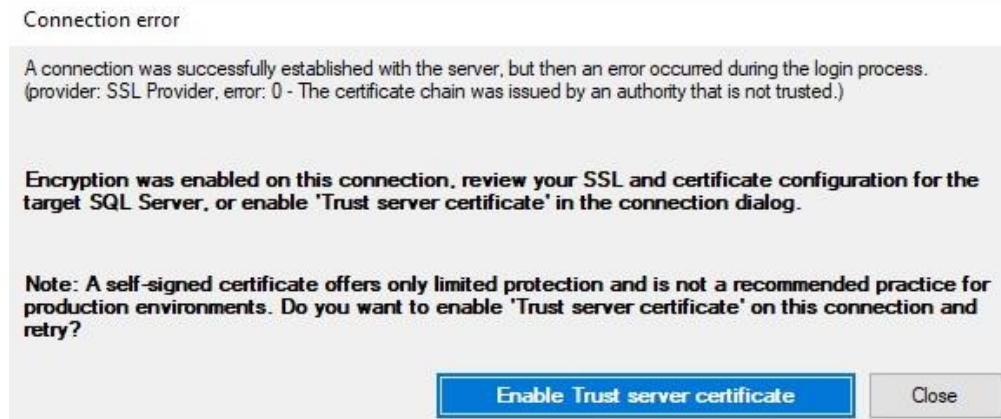 Connection error
A connection was successfully established with the server, but then an error occurred during the login process.
(provider: SSL Provider, error: 0 - The certificate chain was issued by an authority that is not trusted.)
Encryption was enabled on this connection, review your SSL and certificate configuration for the
target SQL Server, or enable 'Trust server certificate' in the connection dialog.
Note: A self-signed certificate offers only limited protection and is not a recommended practice for
production environments. Do you want to enable 'Trust server certificate' on this connection and
retry?
Enable Trust server certificate
Close